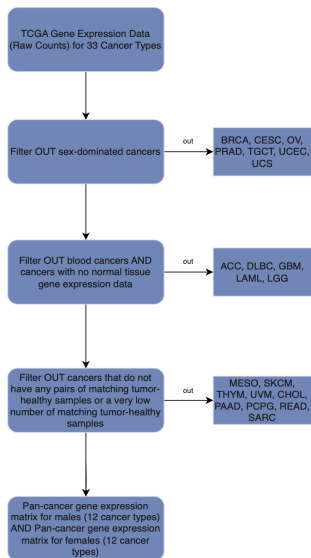 TCGA Gene Expression Data
(Raw Counts) for 33 Cancer Types
Filter OUT sex-dominated cancers
out
BRCA, CESC, OV,
PRAD, TGCT, UCEC,
UCS
Filter OUT blood cancers AND
cancers with no normal tissue
gene expression data
out
ACC, DLBC, GBM,
LAML, LGG
Filter OUT cancers that do not
have any pairs of matching tumor-
healthy samples or a very low
number of matching tumor-healthy
samples
out
MESO, SKCM,
THYM, UVM, CHOL,
PAAD, PCPG, READ,
SARC
Pan-cancer gene expression
matrix for males (12 cancer types)
AND Pan-cancer gene expression
matrix for females (12 cancer
types)